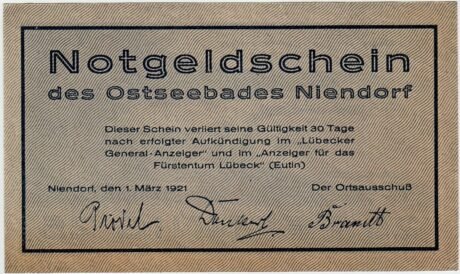 Notgeldschein
des Ostseebades Niendorf
Dieser Schein verliert seine Gültigkeit 30 Tage
nach erfolgter Aufkündigung im „Lübecker
General-Anzeiger" und im „Anzeiger für das
Fürstentum Lübeck" (Eutin)
Niendorf, den 1. März 1921 Der Ortsausschuß
Brandt